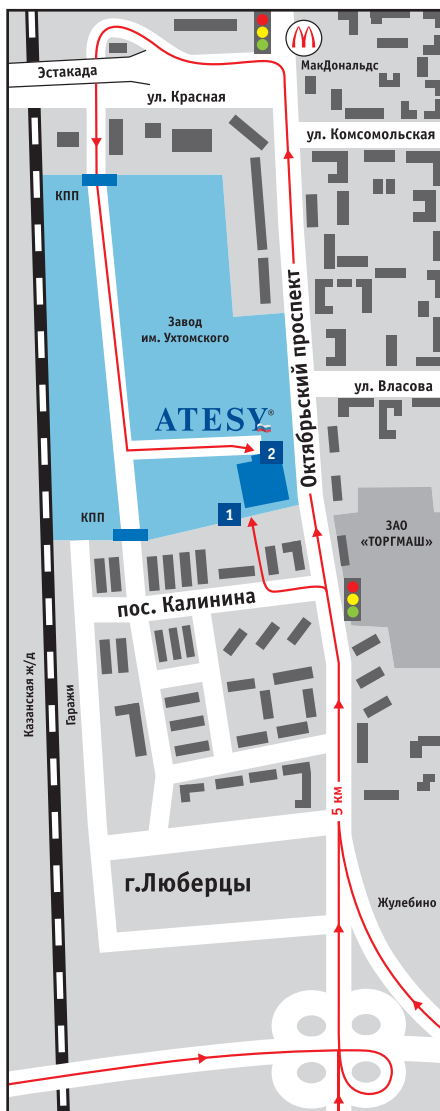 МакДональдс
Эстакада
ул. Красная
ул. Комсомольская
КПП
Завод
им. Ухтомского
Октябрьский проспект
ул. Власова
ATESY®
2
1
КПП
ЗАО
«ТОРГМАШ»
пос. Калинина
Казанская ж/д
Гаражи
5 км
г.Люберцы
Жулебино